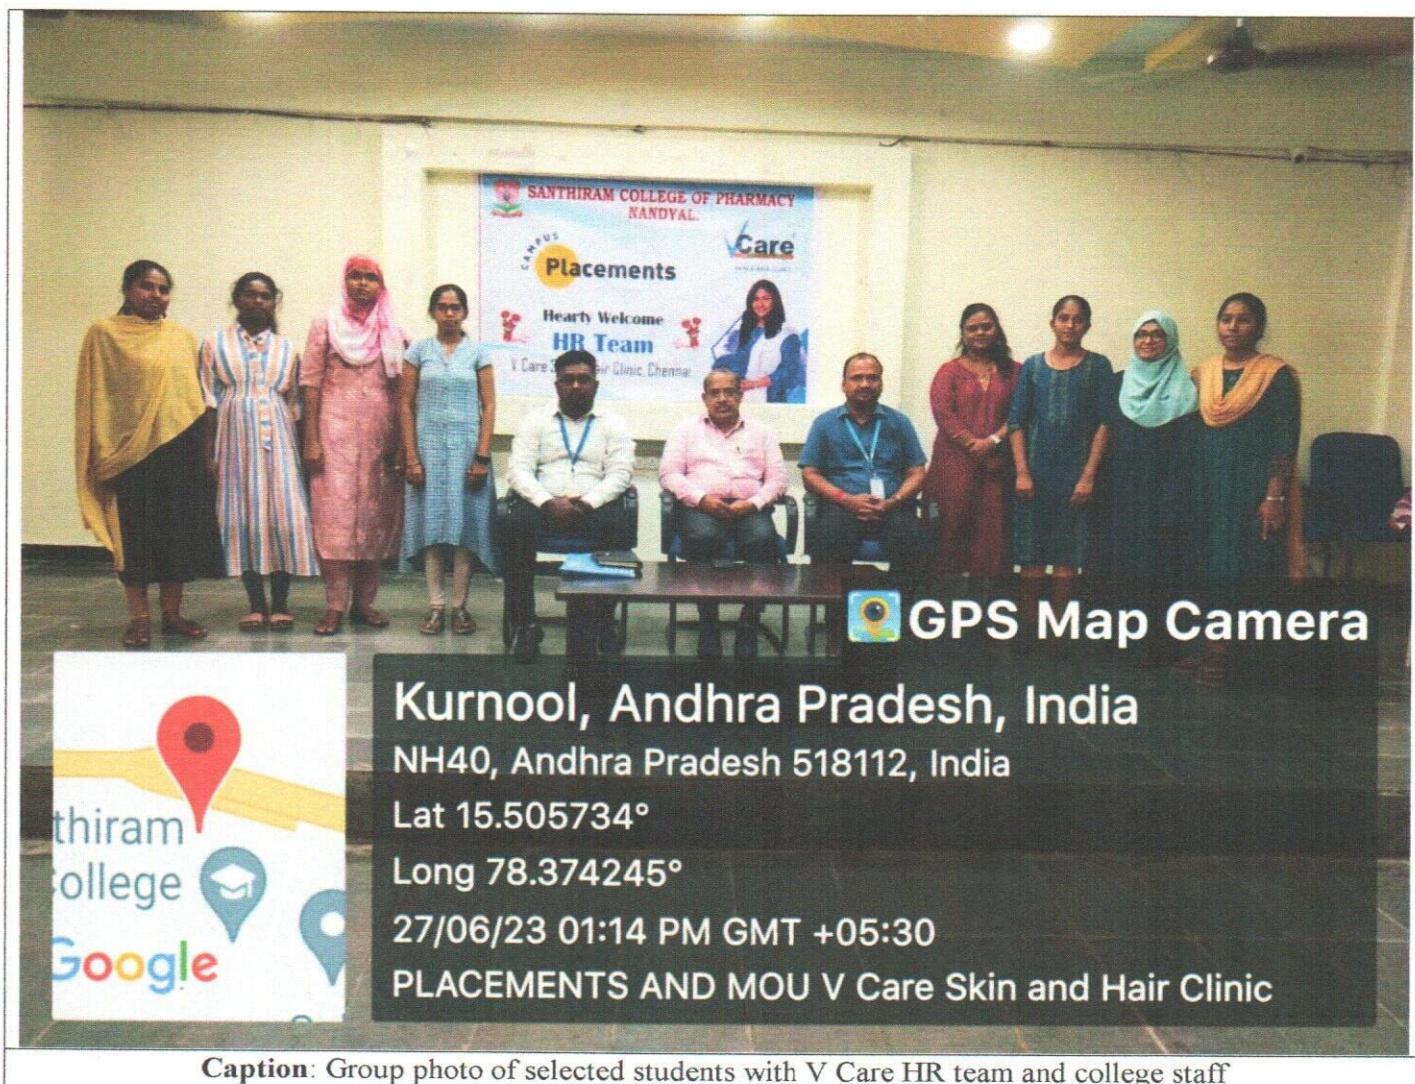 SANTHIRAM COLLEGE OF PHARMACY
NANDYAL.
CAMPUS
Placements
VCare
Hearty Welcome
HR Team
V Care Clinic, Chennai
GPS Map Camera
Kurnool, Andhra Pradesh, India
NH40, Andhra Pradesh 518112, India
Lat 15.505734°
Long 78.374245°
27/06/23 01:14 PM GMT +05:30
PLACEMENTS AND MOU V Care Skin and Hair Clinic
thiram
ollege
Google
Caption: Group photo of selected students with V Care HR team and college staff